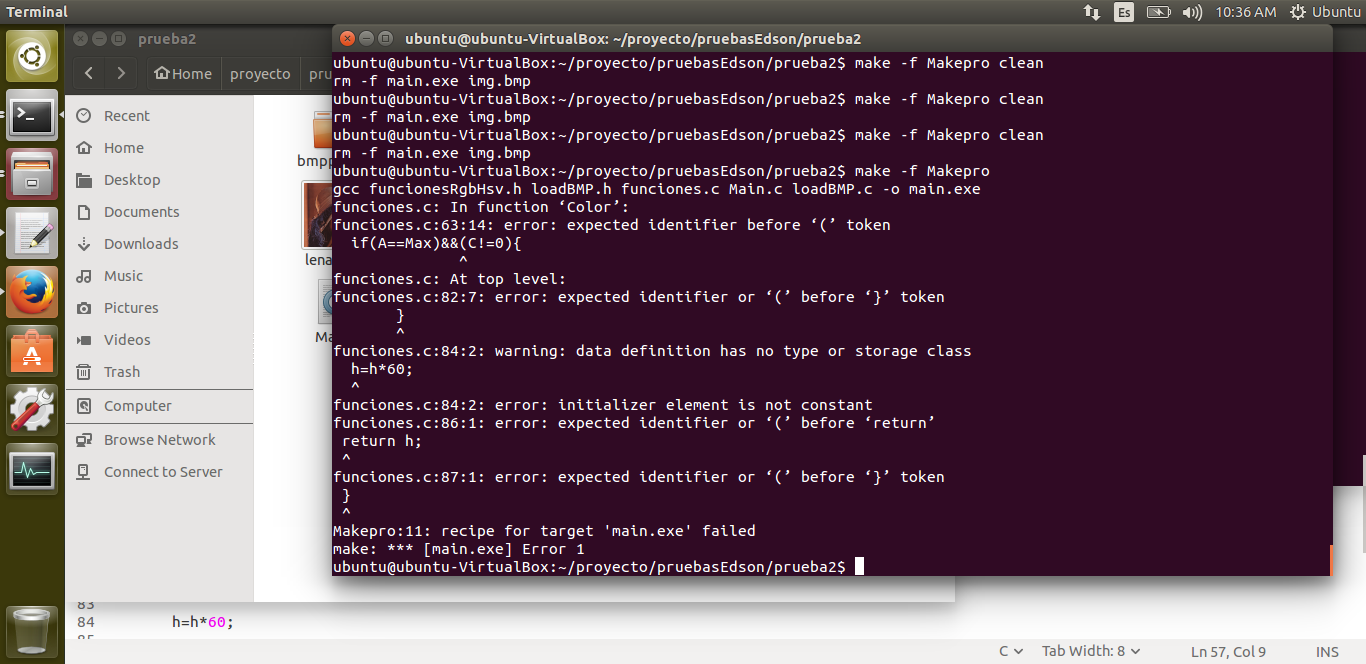 Terminal
Es
10:36 AM
Ubuntu
prueba2
Home
proyecto
pru
Recent
Home
Desktop
Documents
Downloads
Music
Pictures
Videos
Trash
Computer
Browse Network
Connect to Server
bmpp
lena
Ma
ubuntu@ubuntu-VirtualBox: ~/proyecto/pruebasEdson/prueba2
ubuntu@ubuntu-VirtualBox:~/proyecto/pruebasEdson/prueba2$ make -f Makepro clean
rm -f main.exe img.bmp
ubuntu@ubuntu-VirtualBox:~/proyecto/pruebasEdson/prueba2$ make -f Makepro clean
rm -f main.exe img.bmp
ubuntu@ubuntu-VirtualBox:~/proyecto/pruebasEdson/prueba2$ make -f Makepro clean
rm -f main.exe img.bmp
ubuntu@ubuntu-VirtualBox:~/proyecto/pruebasEdson/prueba2$ make -f Makepro
gcc funcionesRgbHsv.h loadBMP.h funciones.c Main.c loadBMP.c -o main.exe
funciones.c: In function ‘Color’:
funciones.c:63:14: error: expected identifier before ‘(’ token
  if(A==Max)&&(C!=0){
              ^
funciones.c: At top level:
funciones.c:82:7: error: expected identifier or ‘(’ before ‘}’ token
       }
       ^
funciones.c:84:2: warning: data definition has no type or storage class
  h=h*60;
  ^
funciones.c:84:2: error: initializer element is not constant
funciones.c:86:1: error: expected identifier or ‘(’ before ‘return’
 return h;
 ^
funciones.c:87:1: error: expected identifier or ‘(’ before ‘}’ token
 }
 ^
Makepro:11: recipe for target 'main.exe' failed
make: *** [main.exe] Error 1
ubuntu@ubuntu-VirtualBox:~/proyecto/pruebasEdson/prueba2$
83
84 h=h*60;
C
Tab Width: 8
Ln 57, Col 9
INS